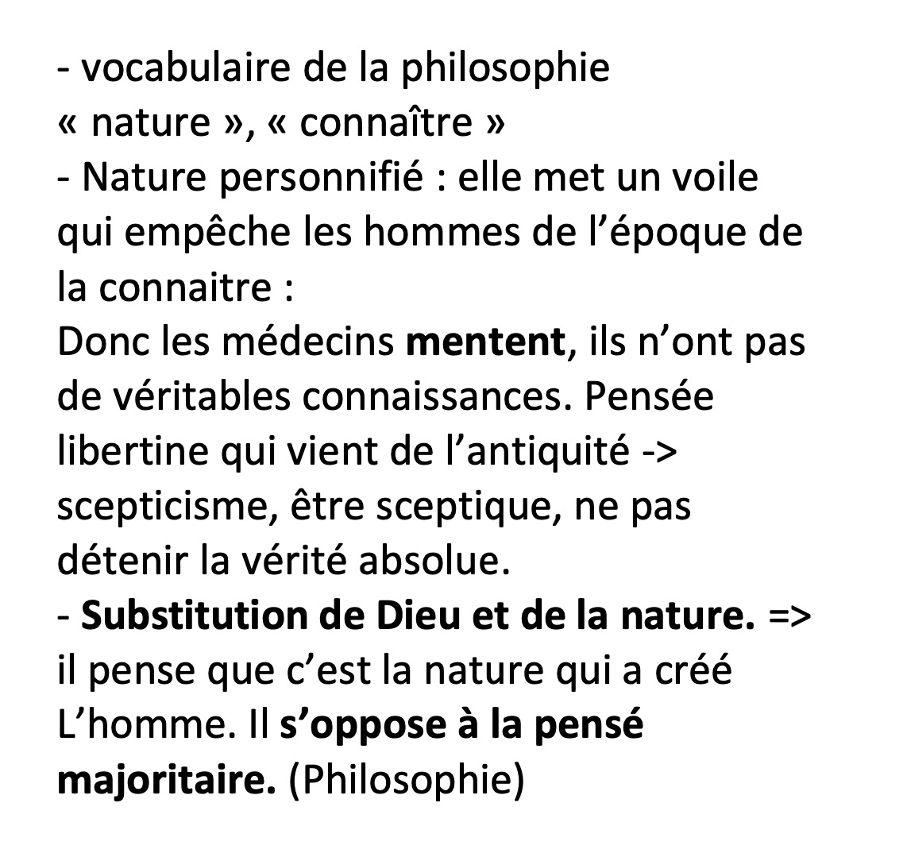 - vocabulaire de la philosophie
« nature », « connaître »
- Nature personnifié : elle met un voile
qui empêche les hommes de l’époque de
la connaitre :
Donc les médecins mentent, ils n’ont pas
de véritables connaissances. Pensée
libertine qui vient de l’antiquité ->
scepticisme, être sceptique, ne pas
détenir la vérité absolue.
- Substitution de Dieu et de la nature. =>
il pense que c’est la nature qui a créé
L’homme. Il s’oppose à la pensé
majoritaire. (Philosophie)